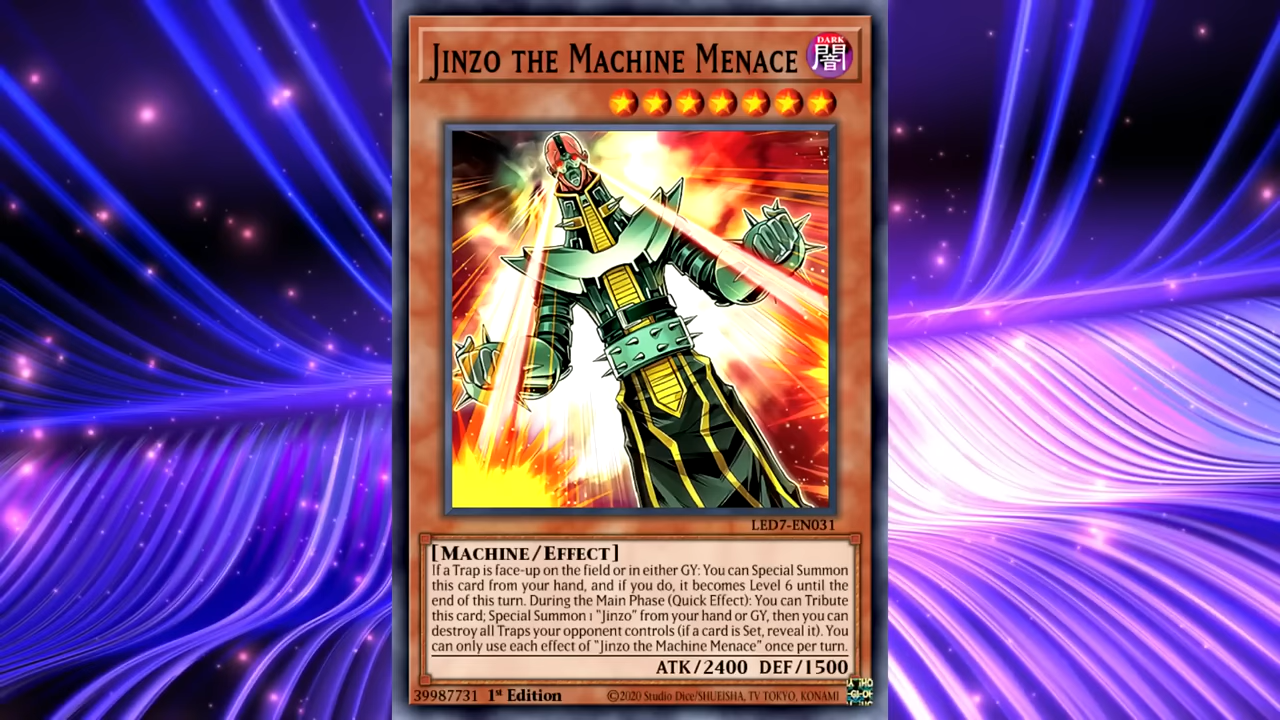 Jinzo the Machine Menace
DARK
闇
LED7-EN031
[Machine/Effect]
If a Trap is face-up on the field or in either GY: You can Special Summon
this card from your hand, and if you do, it becomes Level 6 until the
end of this turn. During the Main Phase (Quick Effect): You can Tribute
this card; Special Summon 1 "Jinzo" from your hand or GY, then you can
destroy all Traps your opponent controls (if a card is Set, reveal it). You
can only use each effect of "Jinzo the Machine Menace" once per turn.
ATK/2400 DEF/1500
39987731 1st Edition ©2020 Studio Dice/SHUEISHA, TV TOKYO, KONAMI